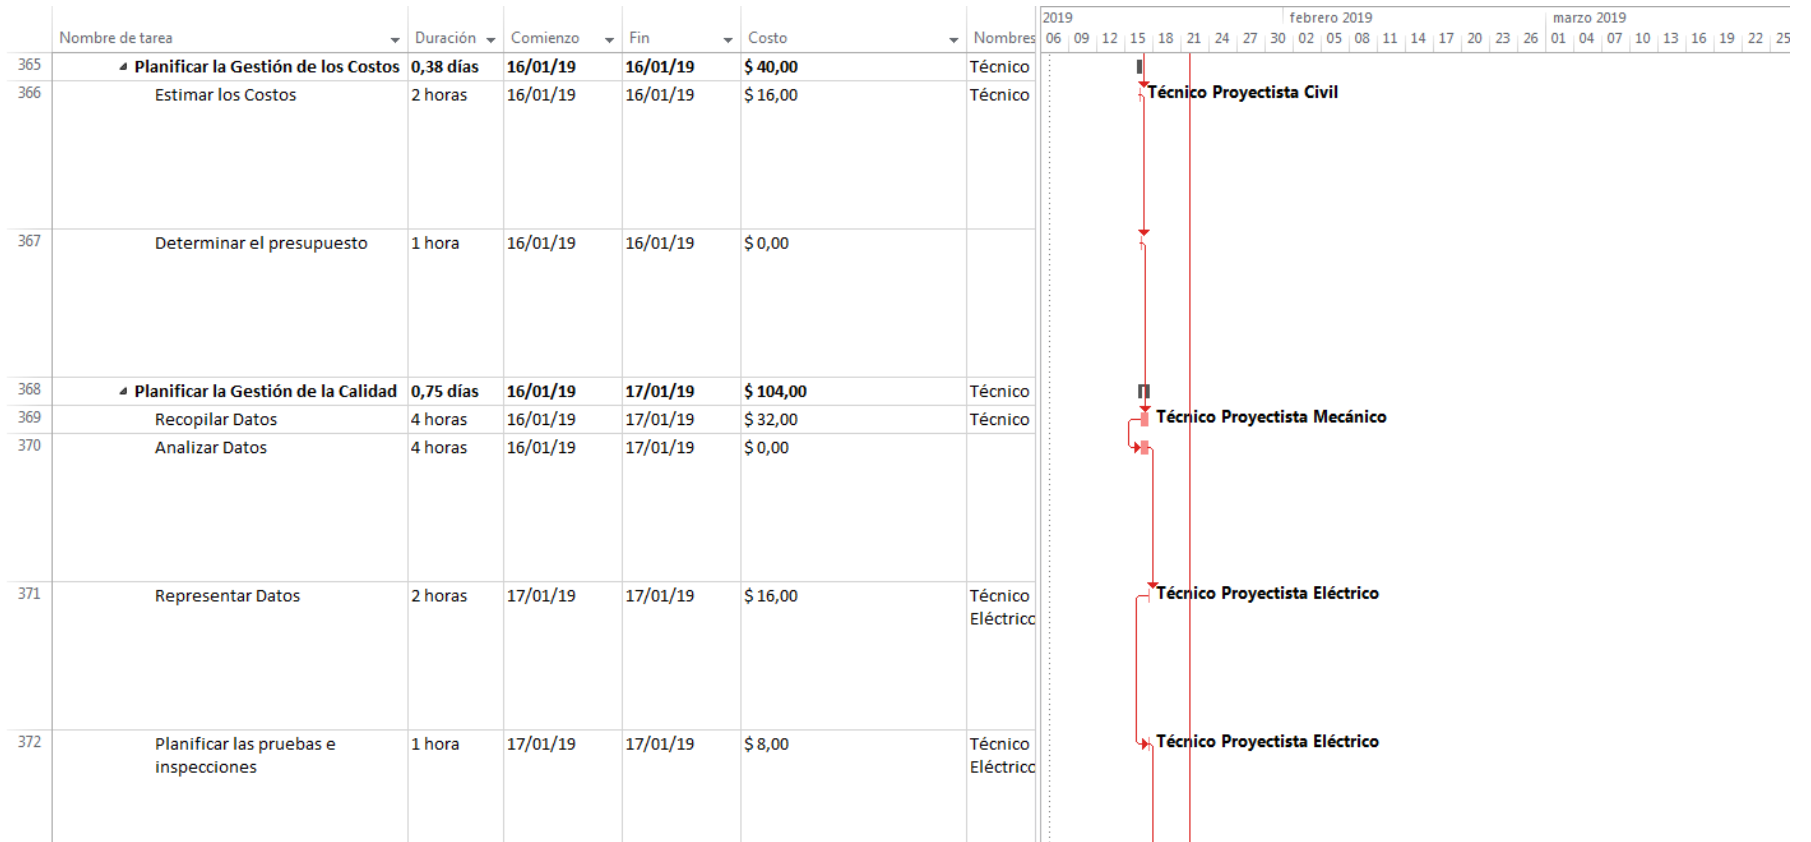 2019 febrero 2019 marzo 2019
Nombre de tarea Duración Comienzo Fin Costo Nombres 06 09 12 15 18 21 24 27 30 02 05 08 11 14 17 20 23 26 01 04 07 10 13 16 19 22 25
365 Planificar la Gestión de los Costos 0,38 días 16/01/19 16/01/19 $ 40,00 Técnico
366 Estimar los Costos 2 horas 16/01/19 16/01/19 $ 16,00 Técnico Técnico Proyectista Civil
367 Determinar el presupuesto 1 hora 16/01/19 16/01/19 $ 0,00
368 Planificar la Gestión de la Calidad 0,75 días 16/01/19 17/01/19 $ 104,00 Técnico
369 Recopilar Datos 4 horas 16/01/19 17/01/19 $ 32,00 Técnico Técnico Proyectista Mecánico
370 Analizar Datos 4 horas 16/01/19 17/01/19 $ 0,00
371 Representar Datos 2 horas 17/01/19 17/01/19 $ 16,00 Técnico Técnico Proyectista Eléctrico
Eléctrico
372 Planificar las pruebas e 1 hora 17/01/19 17/01/19 $ 8,00 Técnico Técnico Proyectista Eléctrico
inspecciones Eléctrico